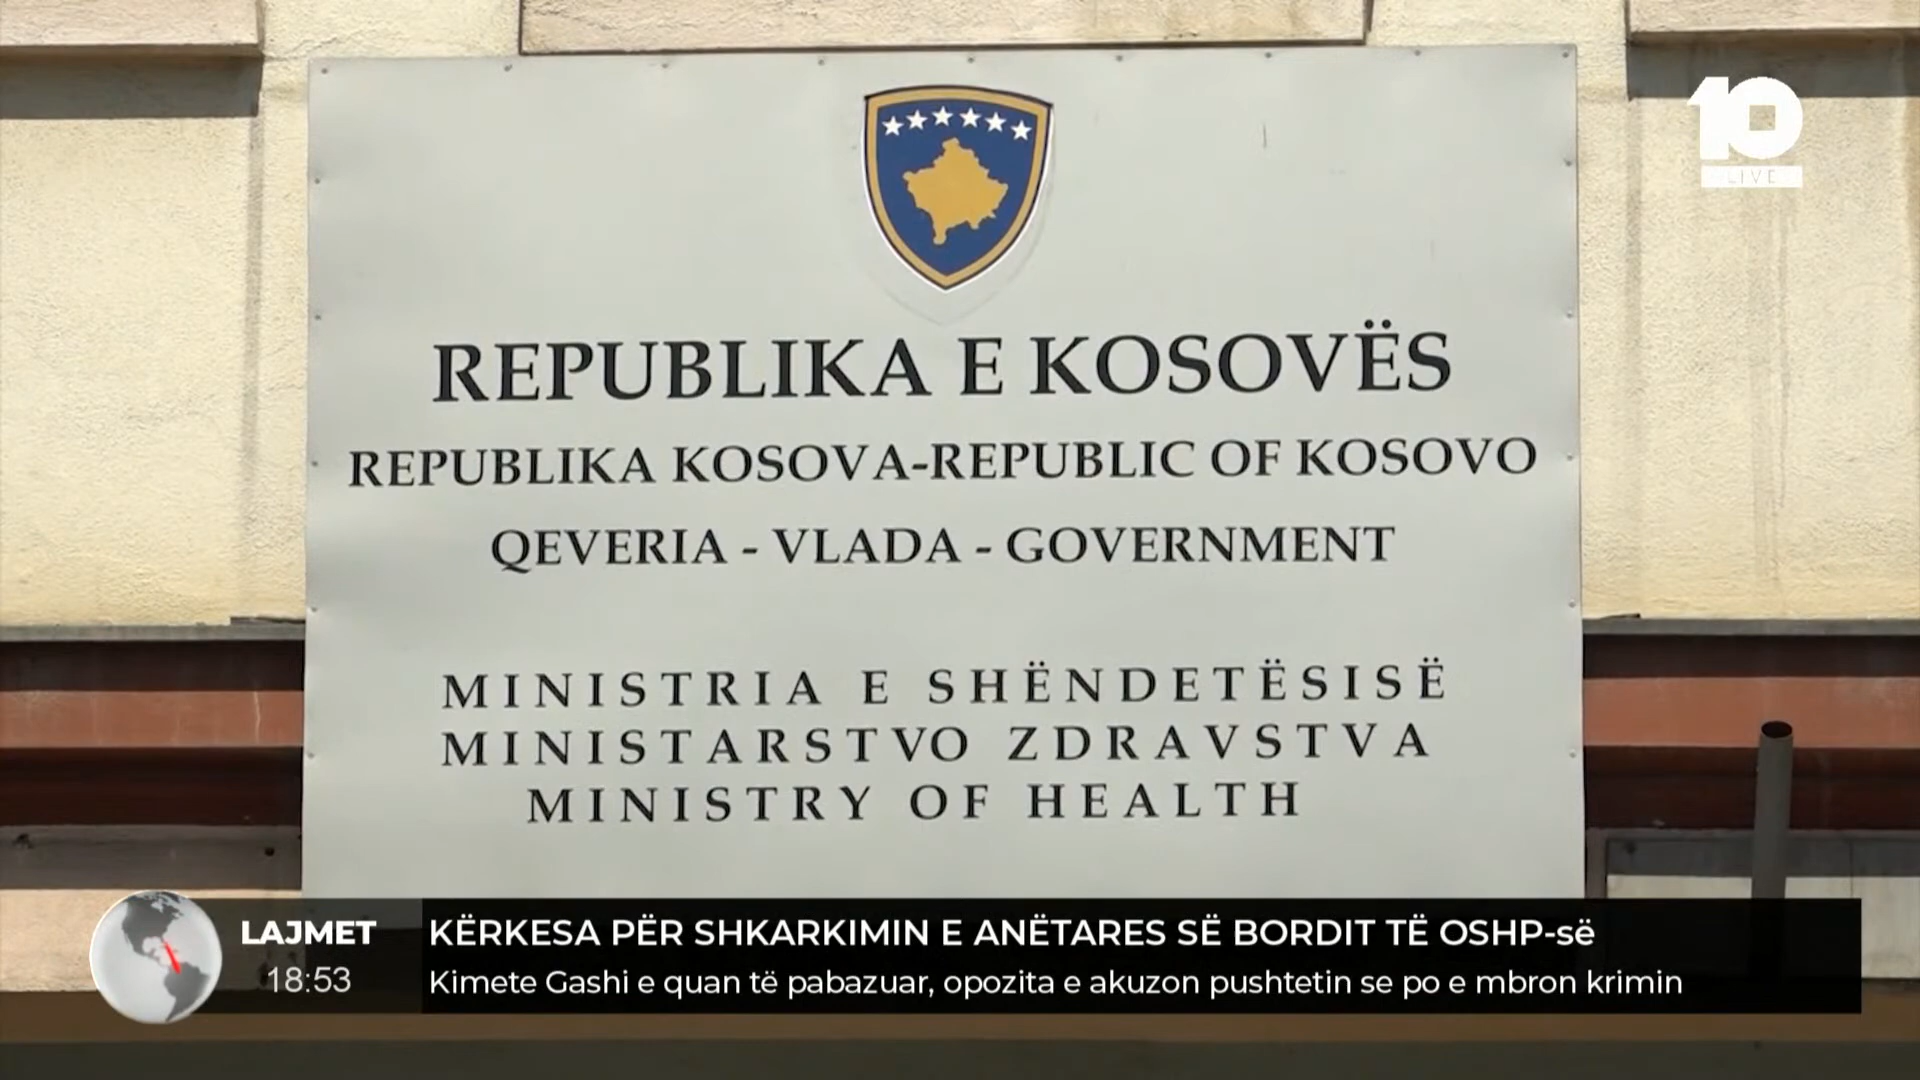 10
LIVE
REPUBLIKA E KOSOVËS
REPUBLIKA KOSOVA-REPUBLIC OF KOSOVO
QEVERIA - VLADA - GOVERNMENT
MINISTRIA E SHËNDETËSISË
MINISTARSTVO ZDRAVSTVA
MINISTRY OF HEALTH
LAJMET
18:53
KËRKESA PËR SHKARKIMIN E ANËTARES SË BORDIT TË OSHP-së
Kimete Gashi e quan të pabazuar, opozita e akuzon pushtetin se po e mbron krimin